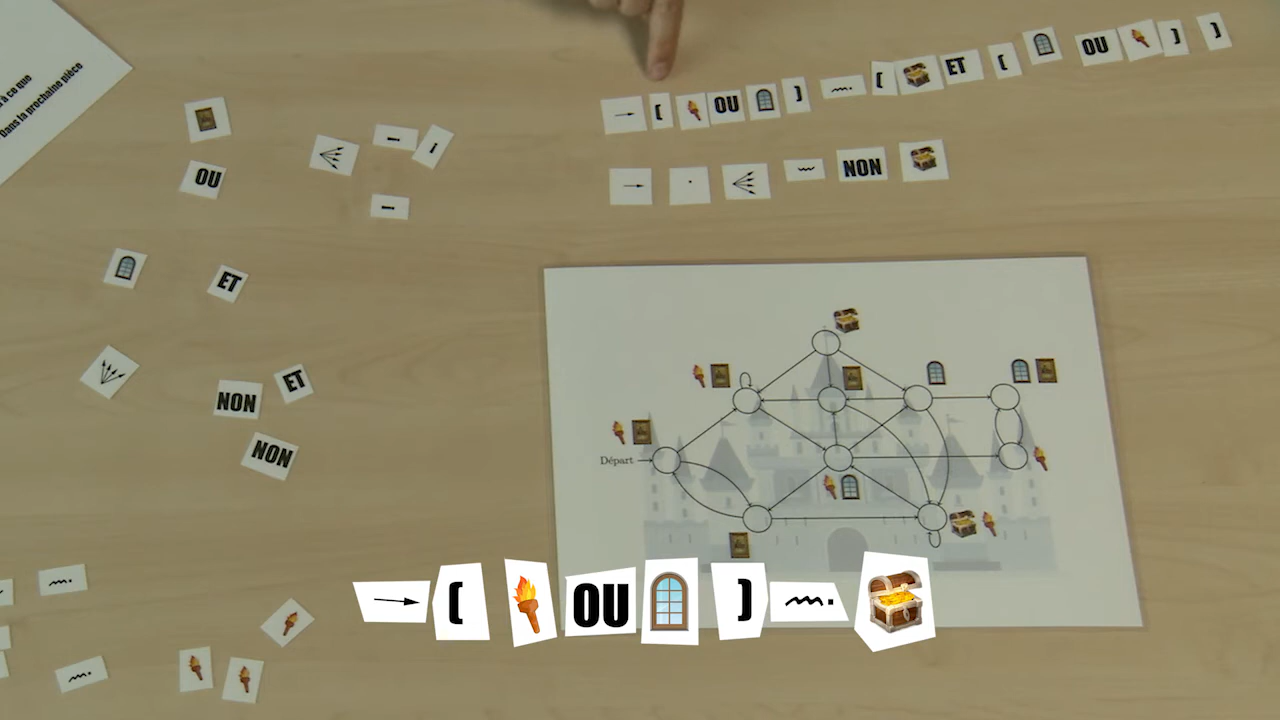 à ce que
Dans la prochaine pièce
( OU ) ( ET ( OU ) )
NON
OU
ET
NON ET
NON
Départ
( OU )